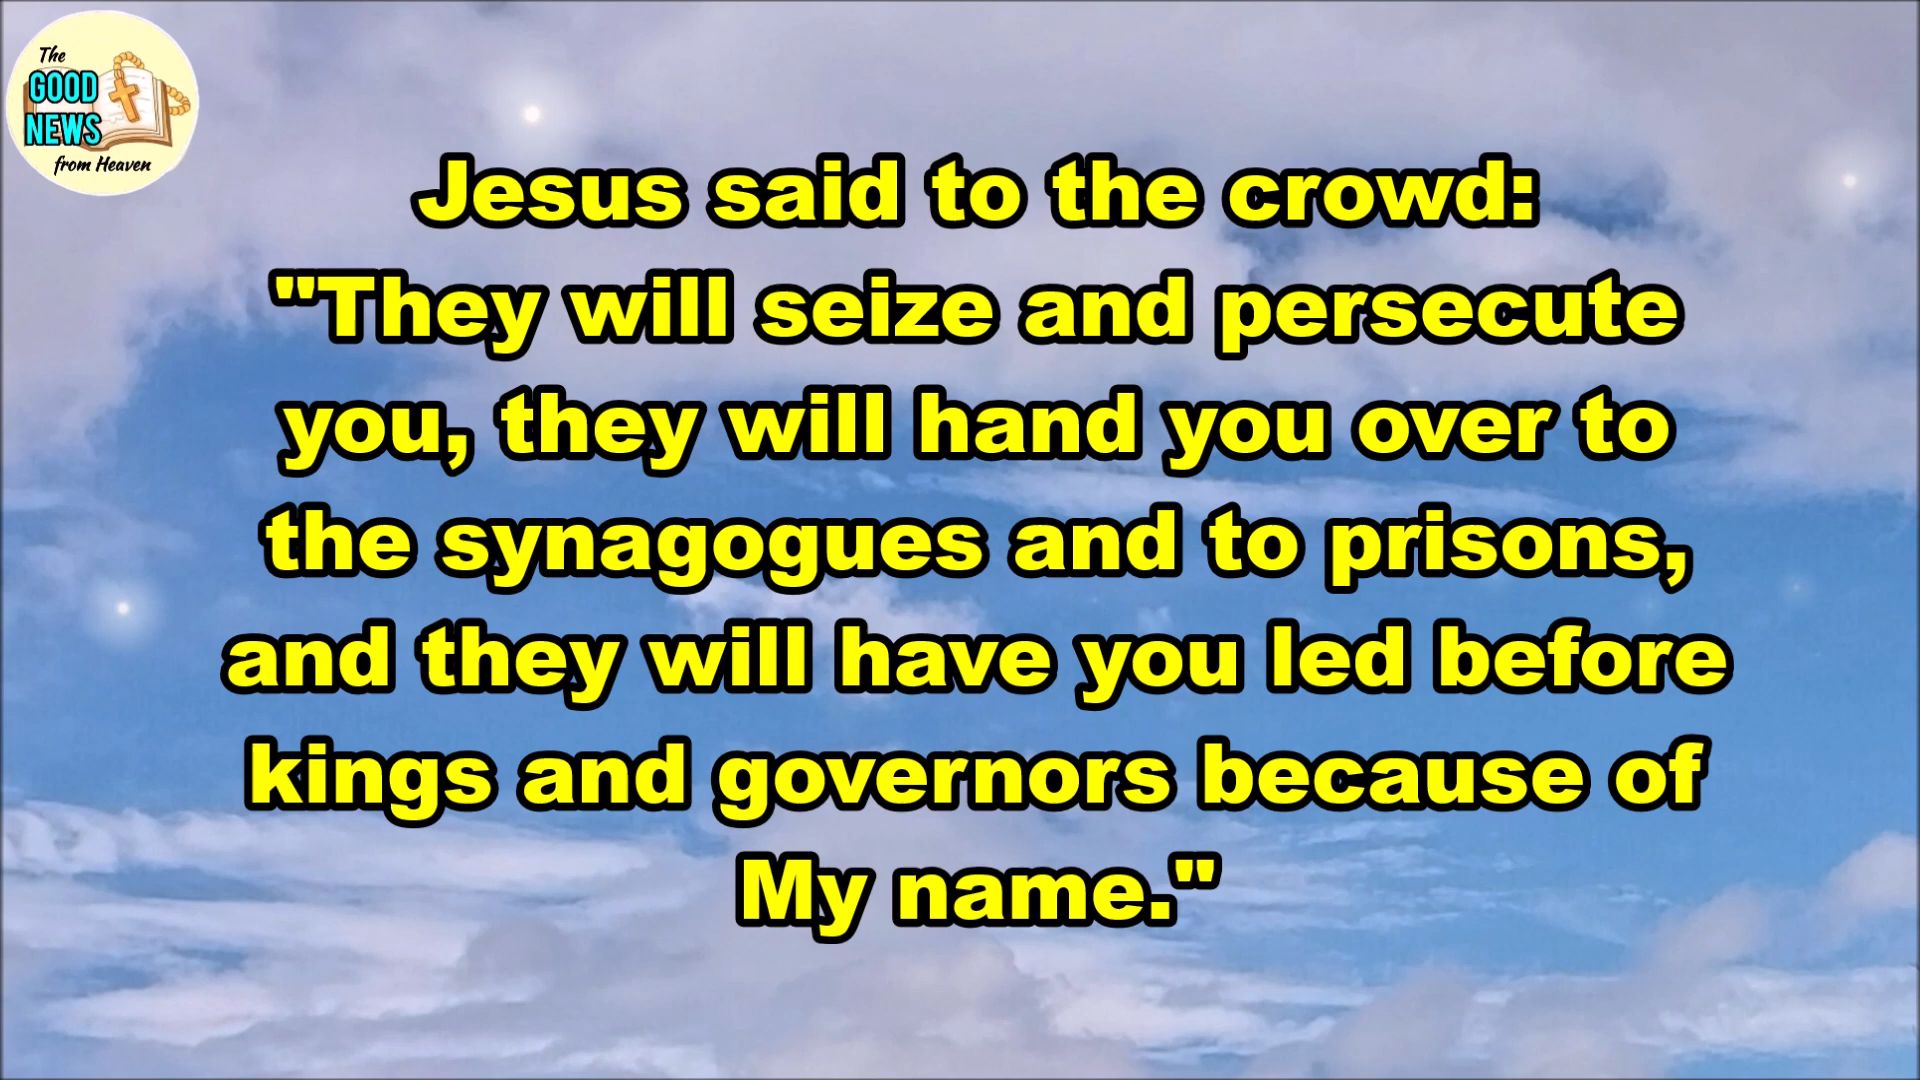 The
GOOD
NEWS
from Heaven
Jesus said to the crowd:
"They will seize and persecute
you, they will hand you over to
the synagogues and to prisons,
and they will have you led before
kings and governors because of
My name."